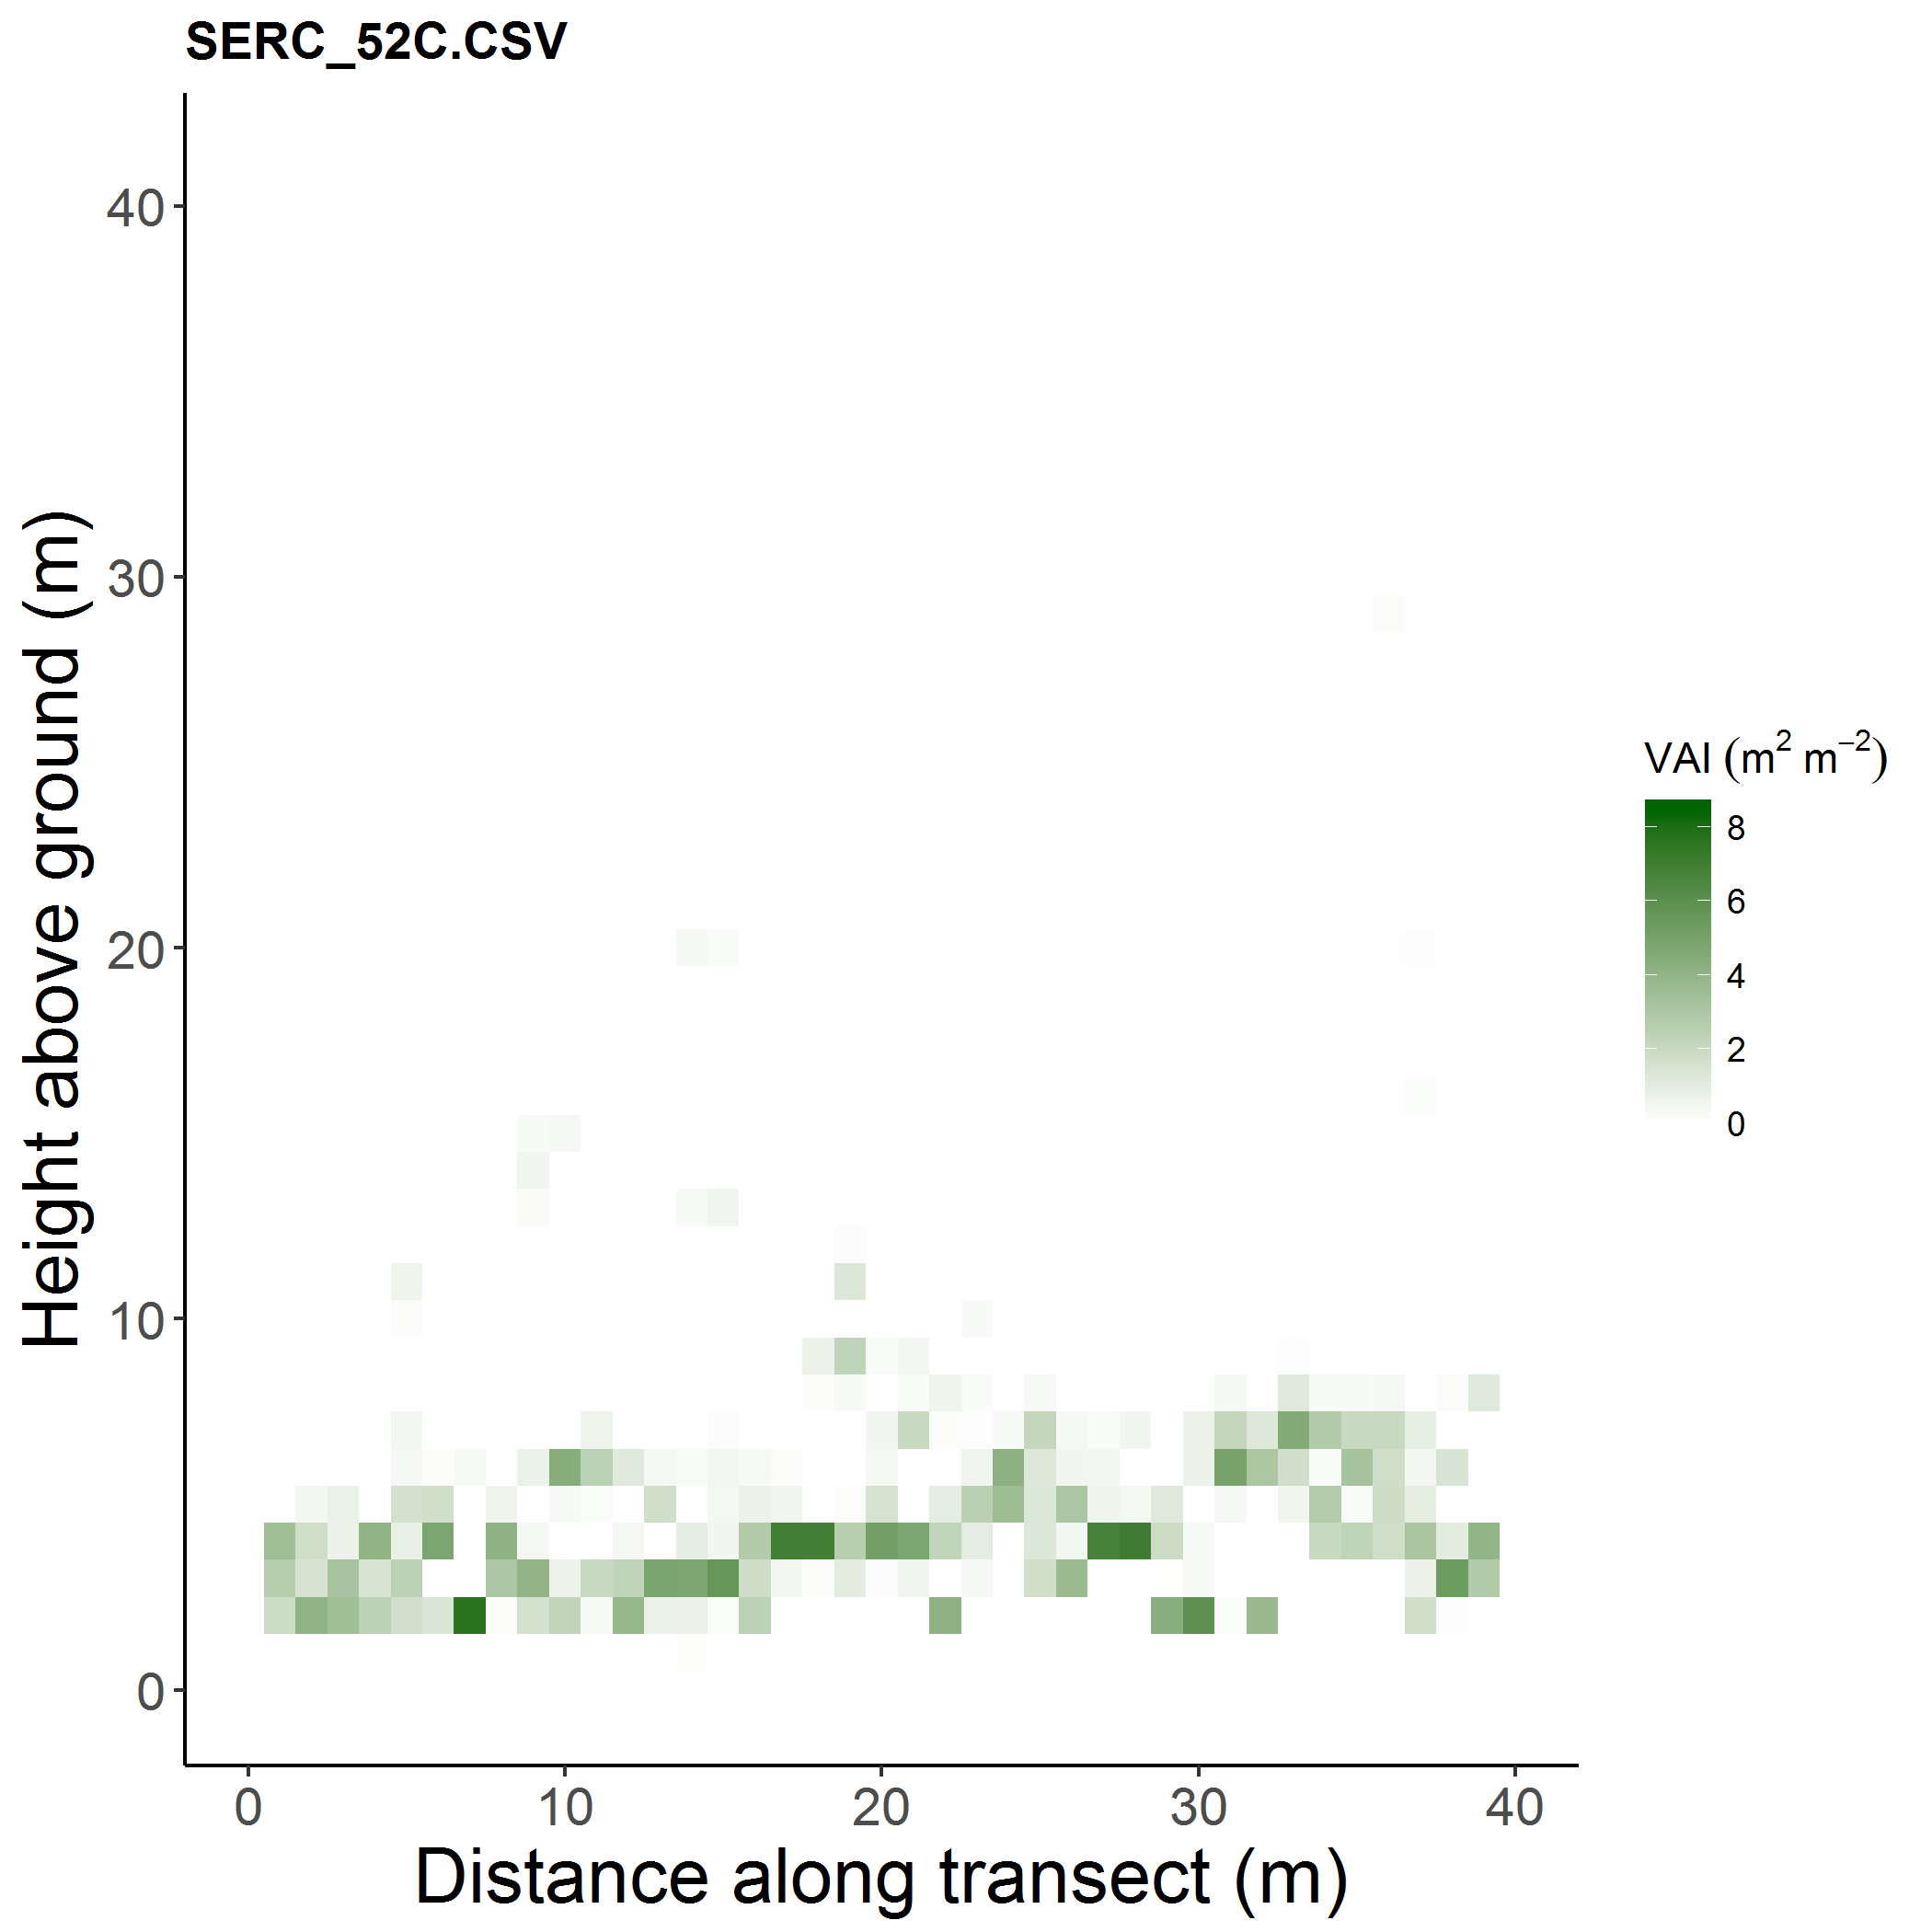 SERC_52C.CSV
40
30
20
10
0
Height above ground (m)
0 10 20 30 40
Distance along transect (m)
VAI (m² m⁻²)
8
6
4
2
0